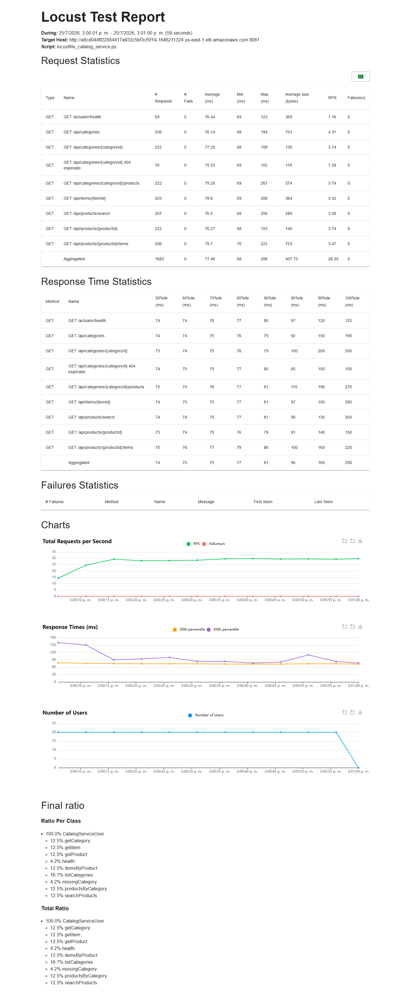 Locust Test Report
During: 25/7/2026, 3:00:01 p. m. - 25/7/2026, 3:01:00 p. m. (59 seconds)
Target Host: http://a8cd044ff22884417a933c5bf3cf5f19-1646211324.us-east-1.elb.amazonaws.com:8081
Script: locustfile_catalog_service.py
Request Statistics
Type Name # Requests # Fails Average (ms) Min (ms) Max (ms) Average size (bytes) RPS Failures/s
GET GET /actuator/health 69 0 76.44 69 123 369 1.16 0
GET GET /api/categories 256 0 76.14 68 194 701 4.31 0
GET GET /api/categories/{categoryId} 222 0 77.25 68 199 135 3.74 0
GET GET /api/categories/{categoryId} 404 esperado 76 0 75.53 69 152 119 1.28 0
GET GET /api/categories/{categoryId}/products 222 0 79.26 69 267 574 3.74 0
GET GET /api/items/{itemId} 203 0 78.6 69 288 364 3.42 0
GET GET /api/products/search 207 0 76.5 68 256 289 3.49 0
GET GET /api/products/{productId} 222 0 76.27 68 153 145 3.74 0
GET GET /api/products/{productId}/items 206 0 79.7 70 222 723 3.47 0
Aggregated 1683 0 77.48 68 288 407.73 28.35 0
Response Time Statistics
Method Name 50%ile (ms) 60%ile (ms) 70%ile (ms) 80%ile (ms) 90%ile (ms) 95%ile (ms) 99%ile (ms) 100%ile (ms)
GET GET /actuator/health 74 74 76 77 80 97 120 120
GET GET /api/categories 74 74 75 76 79 92 150 190
GET GET /api/categories/{categoryId} 73 74 75 76 79 100 200 200
GET GET /api/categories/{categoryId} 404 esperado 74 75 75 77 80 85 150 150
GET GET /api/categories/{categoryId}/products 75 75 76 77 81 110 190 270
GET GET /api/items/{itemId} 74 75 75 77 81 97 150 290
GET GET /api/products/search 74 74 75 77 81 90 130 260
GET GET /api/products/{productId} 73 74 75 76 79 91 140 150
GET GET /api/products/{productId}/items 75 76 77 79 86 100 160 220
Aggregated 74 75 75 77 81 95 160 290
Failures Statistics
# Failures Method Name Message First Seen Last Seen
Charts
Total Requests per Second
RPS Failures/s
35
30
25
20
15
10
5
0
3:00:10 p. m. 3:00:15 p. m. 3:00:20 p. m. 3:00:25 p. m. 3:00:30 p. m. 3:00:35 p. m. 3:00:40 p. m. 3:00:45 p. m. 3:00:50 p. m. 3:00:55 p. m. 3:01:00 p. m.
Response Times (ms)
50th percentile 95th percentile
180
150
120
90
60
30
0
3:00:10 p. m. 3:00:15 p. m. 3:00:20 p. m. 3:00:25 p. m. 3:00:30 p. m. 3:00:35 p. m. 3:00:40 p. m. 3:00:45 p. m. 3:00:50 p. m. 3:00:55 p. m. 3:01:00 p. m.
Number of Users
Number of Users
25
20
15
10
5
0
3:00:10 p. m. 3:00:15 p. m. 3:00:20 p. m. 3:00:25 p. m. 3:00:30 p. m. 3:00:35 p. m. 3:00:40 p. m. 3:00:45 p. m. 3:00:50 p. m. 3:00:55 p. m. 3:01:00 p. m.
Final ratio
Ratio Per Class
100.0% CatalogServiceUser
12.5% getCategory
12.5% getItem
12.5% getProduct
4.2% health
12.5% itemsByProduct
16.7% listCategories
4.2% missingCategory
12.5% productsByCategory
12.5% searchProducts
Total Ratio
100.0% CatalogServiceUser
12.5% getCategory
12.5% getItem
12.5% getProduct
4.2% health
12.5% itemsByProduct
16.7% listCategories
4.2% missingCategory
12.5% productsByCategory
12.5% searchProducts